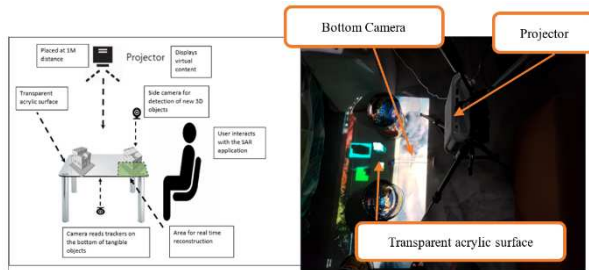 Placed at 1M
distance
Projector
Displays
virtual
content
Transparent
acrylic surface
Side camera for
detection of new 3D
objects
User interacts
with the SAR
application
Camera reads trackers on
the bottom of tangible
objects
Area for real time
reconstruction
Bottom Camera
Projector
Transparent acrylic surface